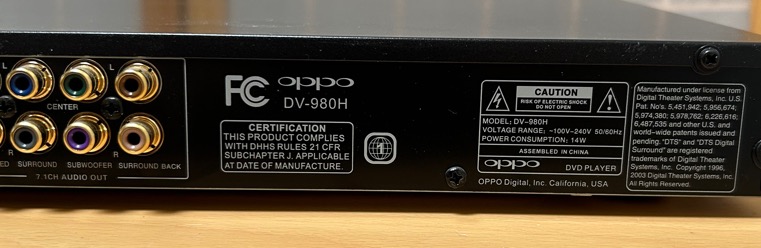 L L
CENTER
R R
ED SURROUND SUBWOOFER SURROUND BACK
7.1CH AUDIO OUT
FC oppo
DV-980H
CERTIFICATION
THIS PRODUCT COMPLIES
WITH DHHS RULES 21 CFR
SUBCHAPTER J. APPLICABLE
AT DATE OF MANUFACTURE.
1
CAUTION
RISK OF ELECTRIC SHOCK
DO NOT OPEN
MODEL: DV-980H
VOLTAGE RANGE: ~100V-240V 50/60Hz
POWER CONSUMPTION: 14W
ASSEMBLED IN CHINA
oppo DVD PLAYER
OPPO Digital, Inc. California, USA
Manufactured under license from
Digital Theater Systems, Inc. U.S.
Pat. No's. 5,451,942; 5,956,674;
5,974,380; 5,978,762; 6,226,616;
6,487,535 and other U.S. and
world-wide patents issued and
pending. "DTS" and "DTS Digital
Surround" are registered
trademarks of Digital Theater
Systems, Inc. Copyright 1996,
2003 Digital Theater Systems, Inc.
All Rights Reserved.